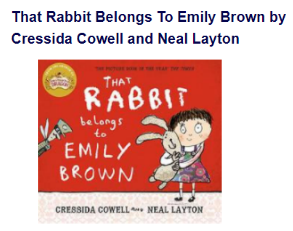 That Rabbit Belongs To Emily Brown by
Cressida Cowell and Neal Layton
THAT
RABBIT
belongs
to
EMILY
BROWN
CRESSIDA COWELL
NEAL LAYTON